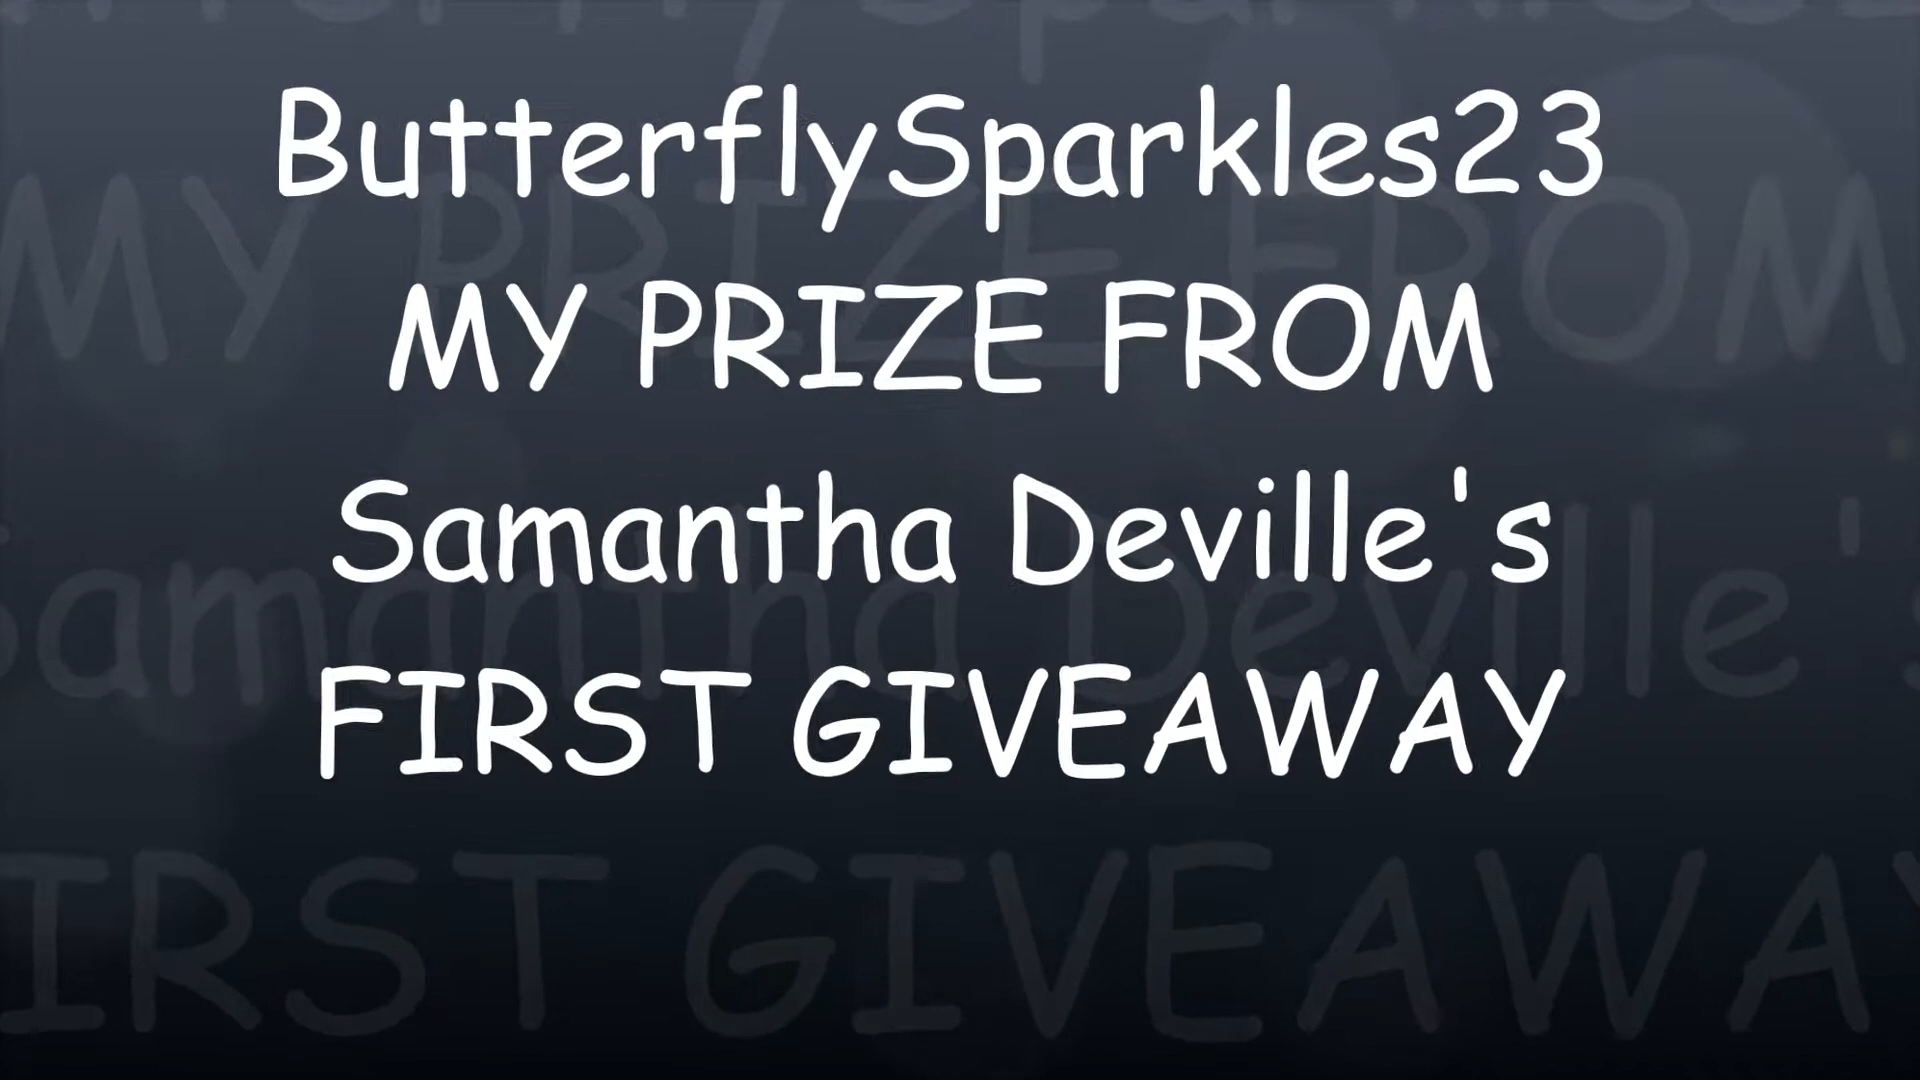 ButterflySparkles23
MY PRIZE FROM
Samantha Deville's
FIRST GIVEAWAY